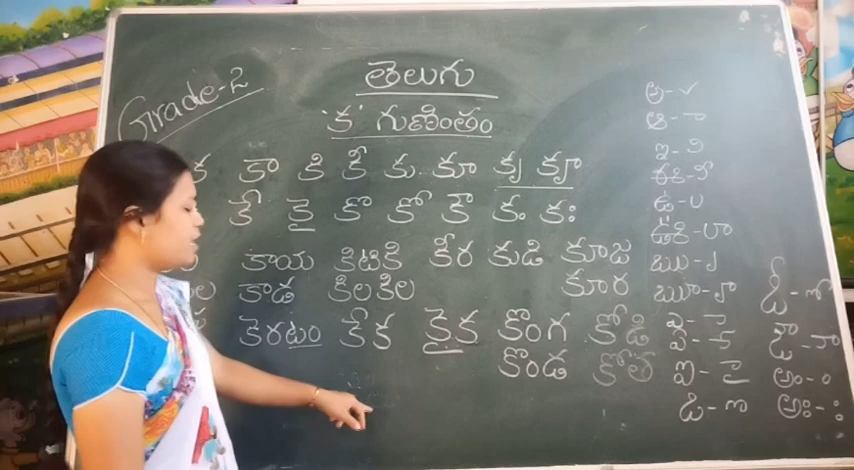 Grade-2
తెలుగు
'క' గుణింతం
క కా కి కీ కు కూ కృ కౄ
కే కై కొ కో కౌ కం కః
కాయ కిటికి కీర కుడి కూజ
ల కాడ కిలకిల కూర
కెరటం కేక కైక కొంగ కోడి
కొండ కోత
అ - ✓
ఆ - ా
ఇ - ి
ఈ - ీ
ఉ - ు
ఊ - ూ
ఋ - ృ
ౠ - ౄ
ఎ - ె
ఏ - ే
ఐ - ై
ఒ - ొ
ఓ - ో
ఔ - ౌ
అం - ం
అః - ః